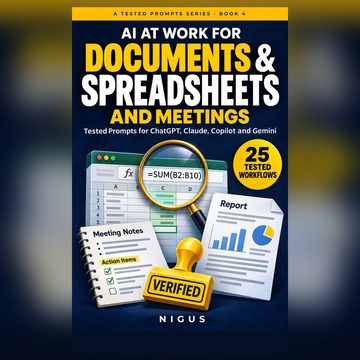 A TESTED PROMPTS SERIES - BOOK 4
AI AT WORK FOR
DOCUMENTS &
SPREADSHEETS
AND MEETINGS
Tested Prompts for ChatGPT, Claude, Copilot and Gemini
25
TESTED
WORKFLOWS
fx
=SUM(B2:B10)
A
C
D
Report
Meeting Notes
Action Items
VERIFIED
NIGUS